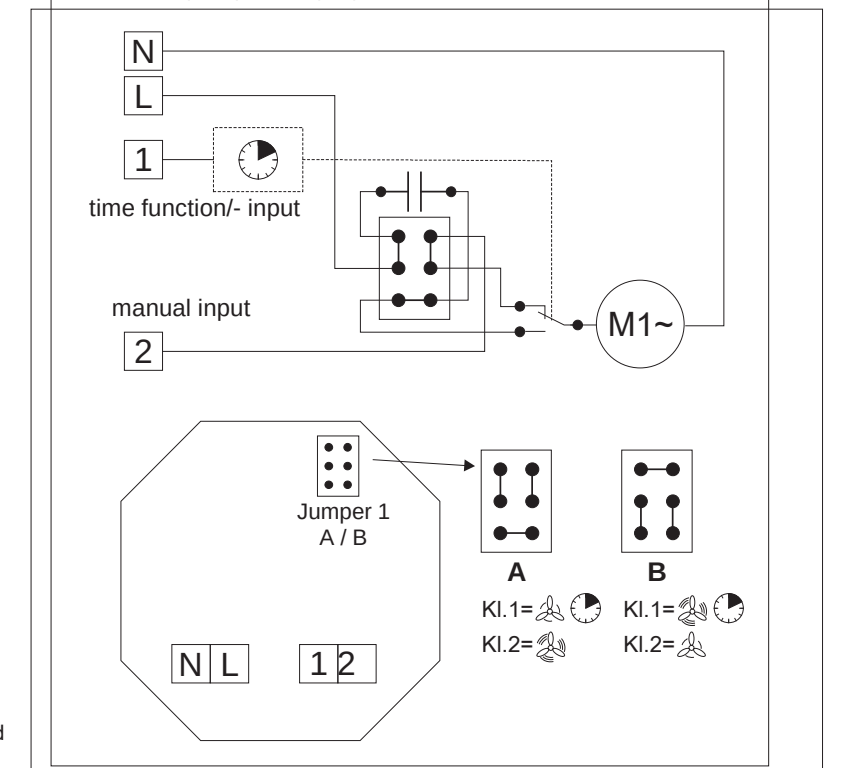 N
L
1
time function/- input
manual input
2
M1~
Jumper 1
A / B
A
B
Kl.1=
Kl.1=
Kl.2=
Kl.2=
N L
1 2
d